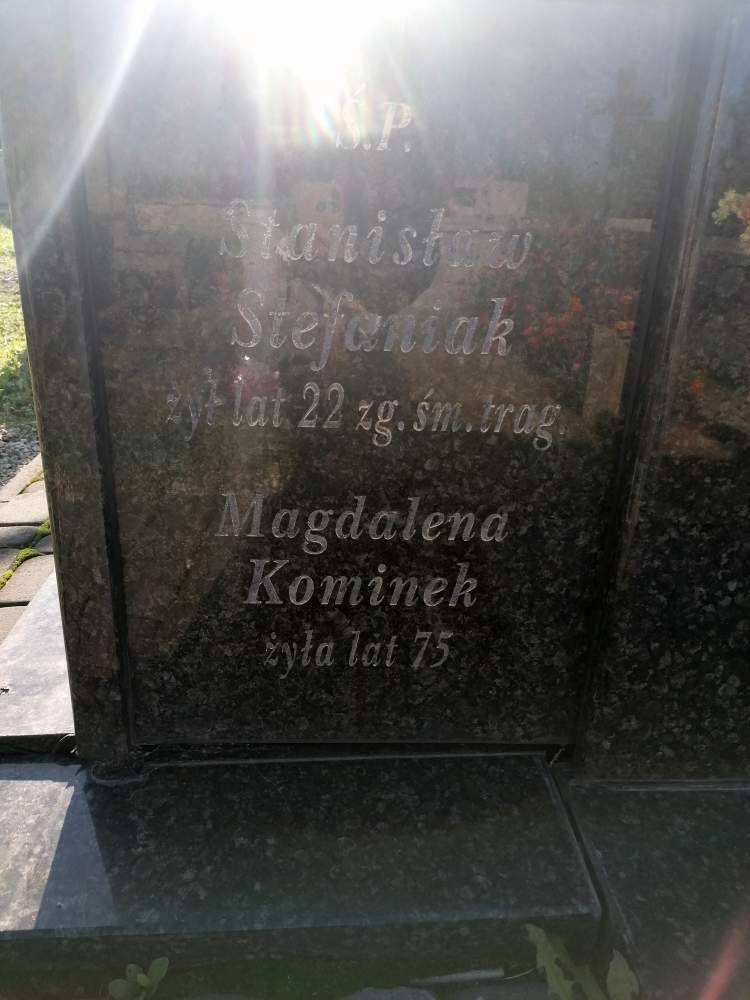 Ś.P.
Stanisław
Stefaniak
żył lat 22 zg. śm. trag.
Magdalena
Kominek
żyła lat 75